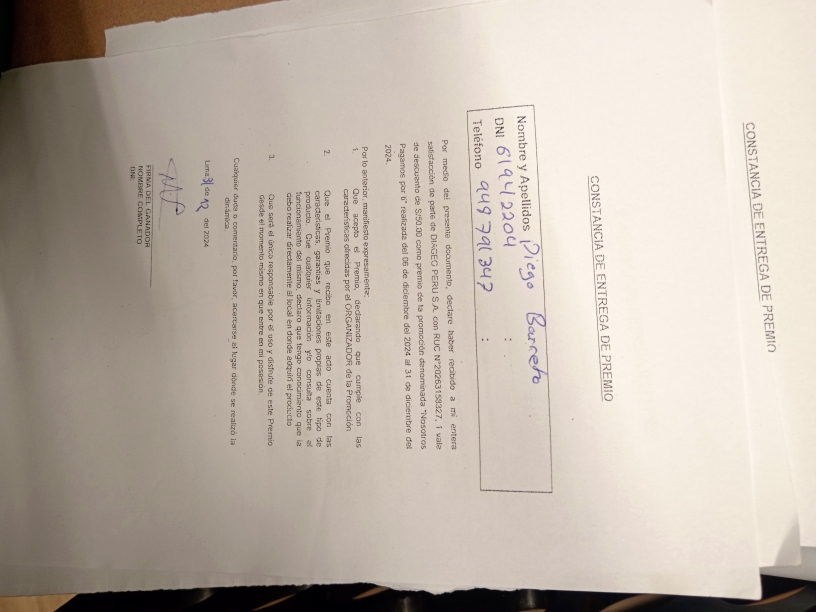 CONSTANCIA DE ENTREGA DE PREMIO
CONSTANCIA DE ENTREGA DE PREMIO
Nombre y Apellidos Diego Barreto
DNI 61942204 :
Teléfono 949791347 :
Por medio del presente documento, declaro haber recibido a mi entera
satisfacción de parte de DIAGEO PERU S.A. con RUC N°20263158327, 1 vale
de descuento de S/50.00 como premio de la promoción denominada "Nosotros
Pagamos por ti" realizada del 06 de diciembre del 2024 al 31 de diciembre del
2024.
Por lo anterior, manifiesto expresamente:
1. Que acepto el Premio, declarando que cumple con las
características ofrecidas por el ORGANIZADOR de la Promoción
2. Que el Premio que recibo en este acto cuenta con las
características, garantías y limitaciones propias de este tipo de
producto. Que cualquier información y/o consulta sobre el
funcionamiento del mismo, declaro que tengo conocimiento que la
debo realizar directamente al local en donde adquirí el producto
3. Que seré el único responsable por el uso y disfrute de este Premio
desde el momento mismo en que entre en mi posesión.
Cualquier duda o comentario, por favor, acercarse al lugar donde se realizó la
dinámica.
Lima 31 de 12 del 2024
FIRMA DEL GANADOR
NOMBRE COMPLETO
DNI: